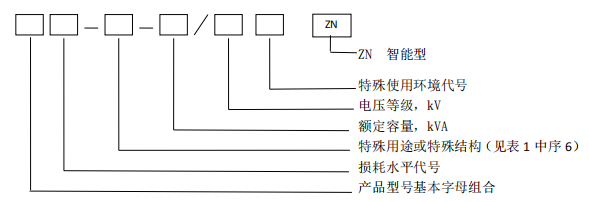 ZN
ZN 智能型
特殊使用环境代号
电压等级，kV
额定容量，kVA
特殊用途或特殊结构（见表 1 中序 6）
损耗水平代号
产品型号基本字母组合